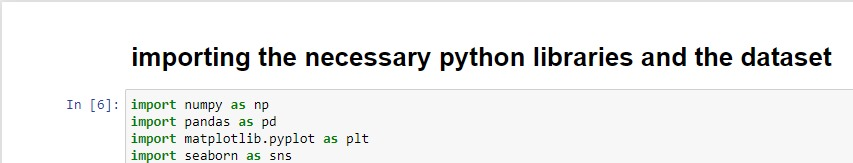 importing the necessary python libraries and the dataset
In [6]: import numpy as np
import pandas as pd
import matplotlib.pyplot as plt
import seaborn as sns